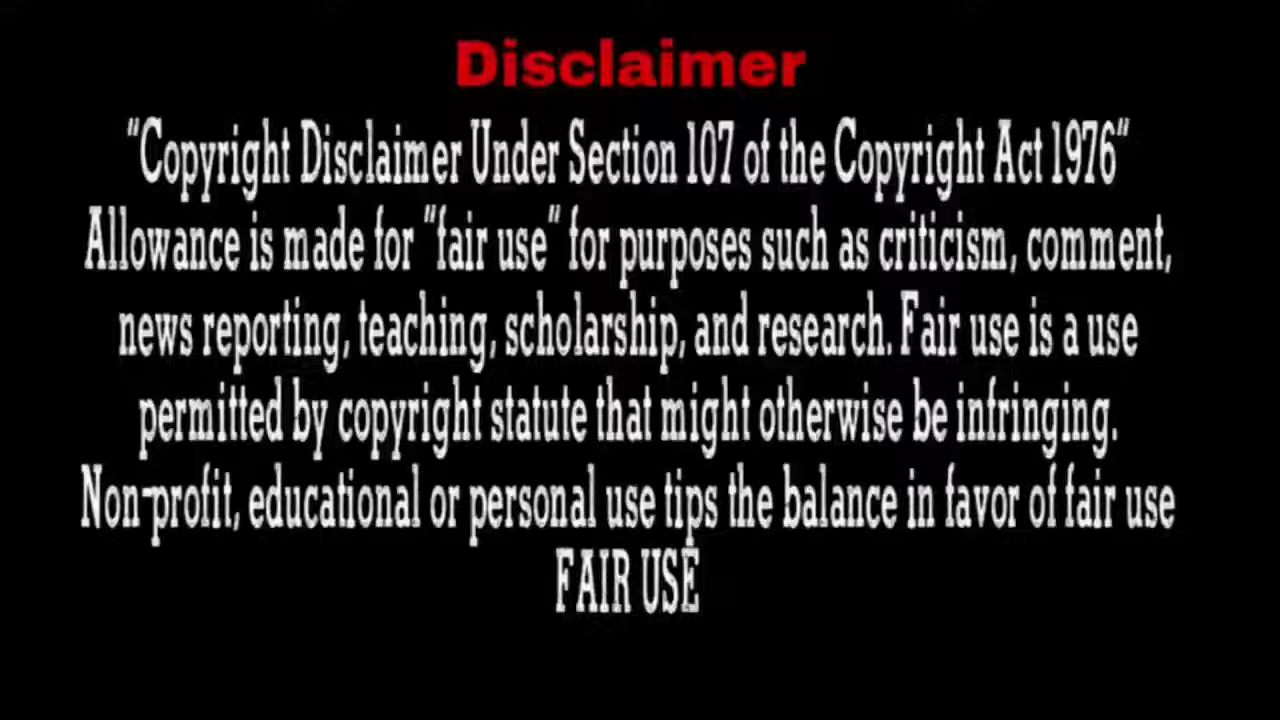 Disclaimer
“Copyright Disclaimer Under Section 107 of the Copyright Act 1976“
Allowance is made for “fair use“ for purposes such as criticism, comment,
news reporting, teaching, scholarship, and research. Fair use is a use
permitted by copyright statute that might otherwise be infringing.
Non-profit, educational or personal use tips the balance in favor of fair use
FAIR USE